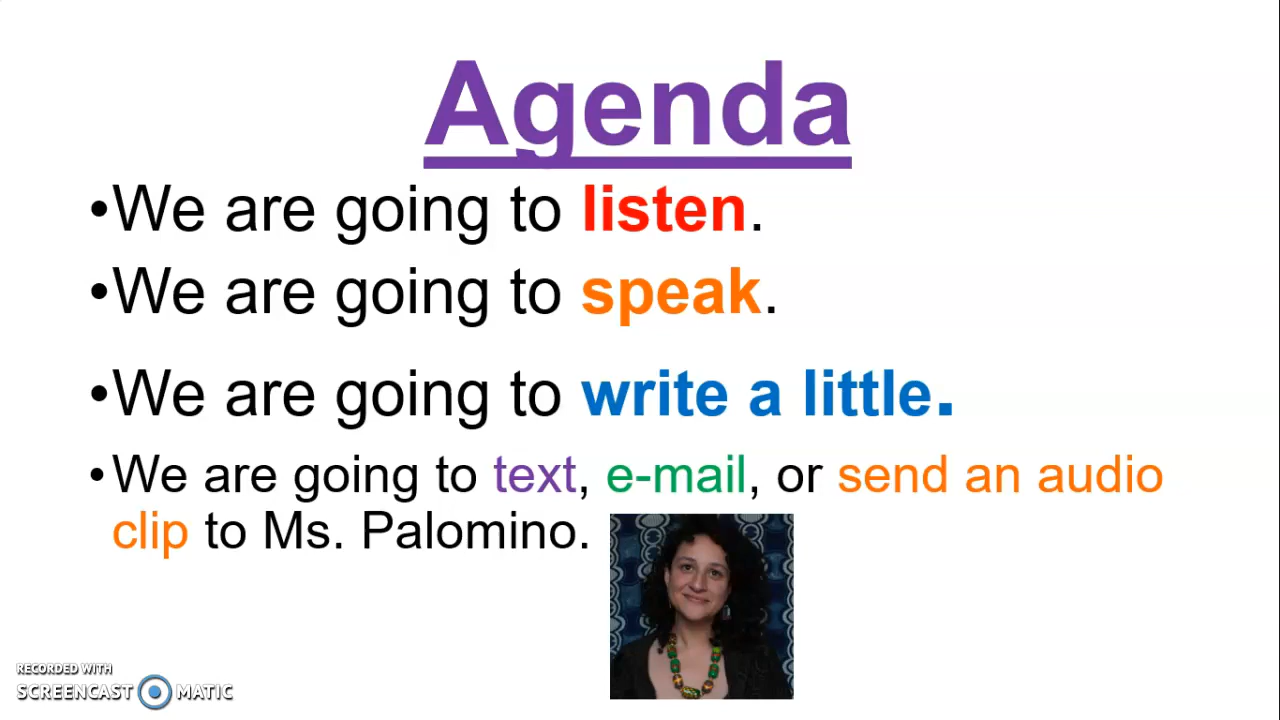 Agenda
•We are going to listen.
•We are going to speak.
•We are going to write a little.
•We are going to text, e-mail, or send an audio
clip to Ms. Palomino.
RECORDED WITH
SCREENCAST MATIC